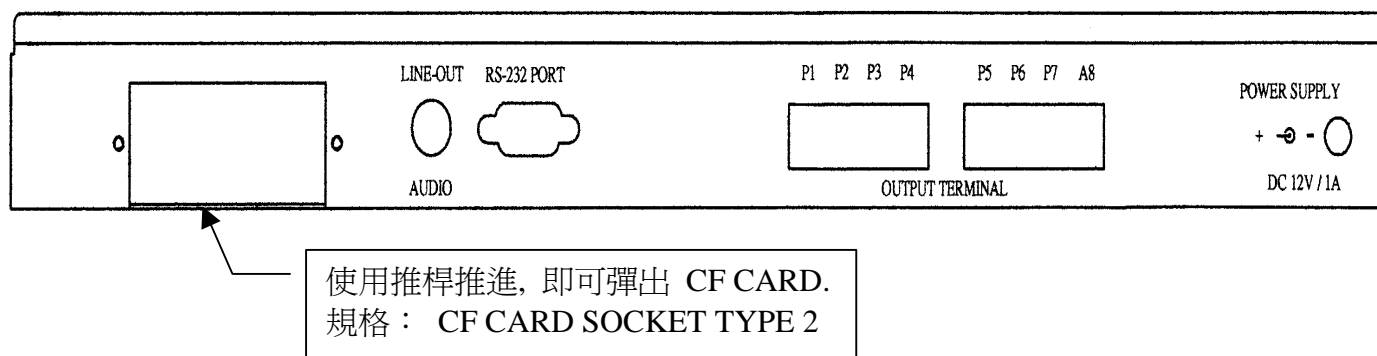 LINE-OUT RS-232 PORT P1 P2 P3 P4 P5 P6 P7 A8
POWER SUPPLY
+ -
AUDIO OUTPUT TERMINAL DC 12V / 1A
使用推桿推進, 即可彈出 CF CARD.
規格： CF CARD SOCKET TYPE 2